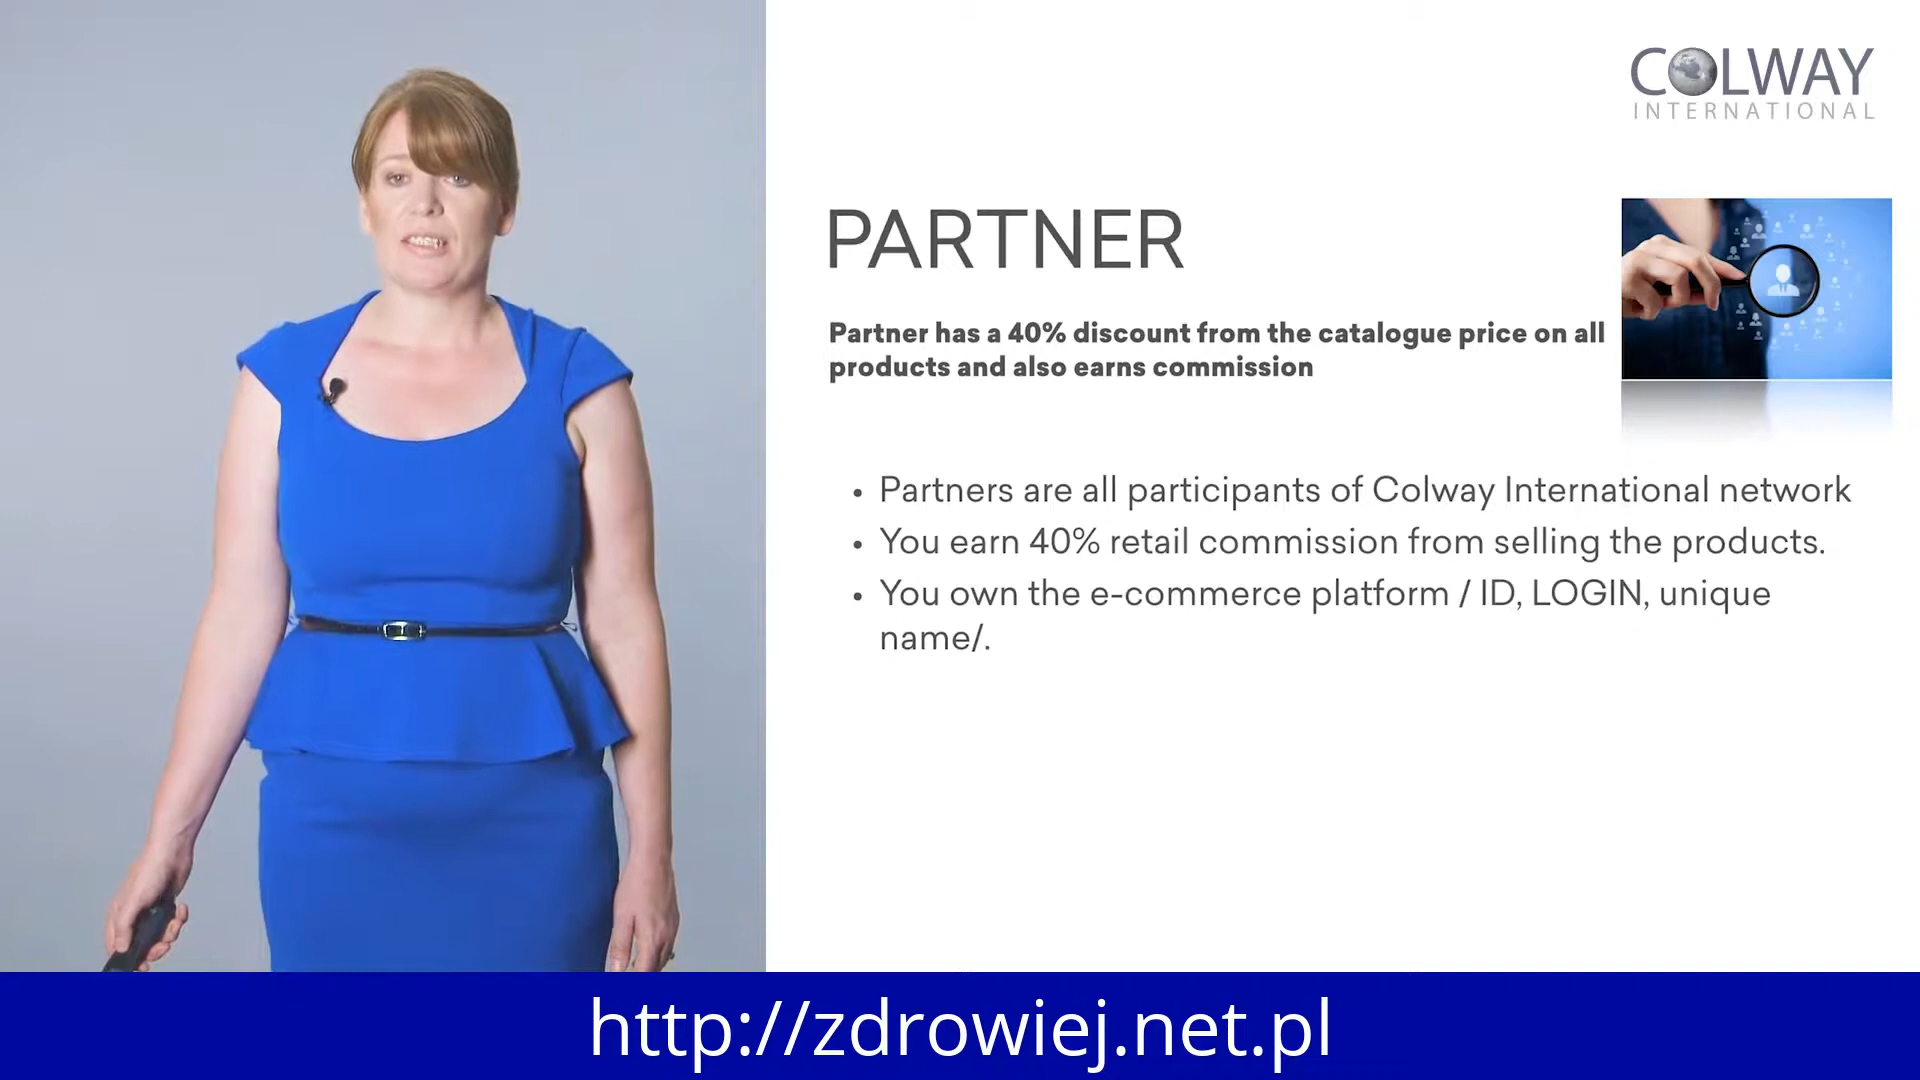 COLWAY
INTERNATIONAL
PARTNER
Partner has a 40% discount from the catalogue price on all
products and also earns commission
• Partners are all participants of Colway International network
• You earn 40% retail commission from selling the products.
• You own the e-commerce platform / ID, LOGIN, unique
name/.
http://zdrowiej.net.pl